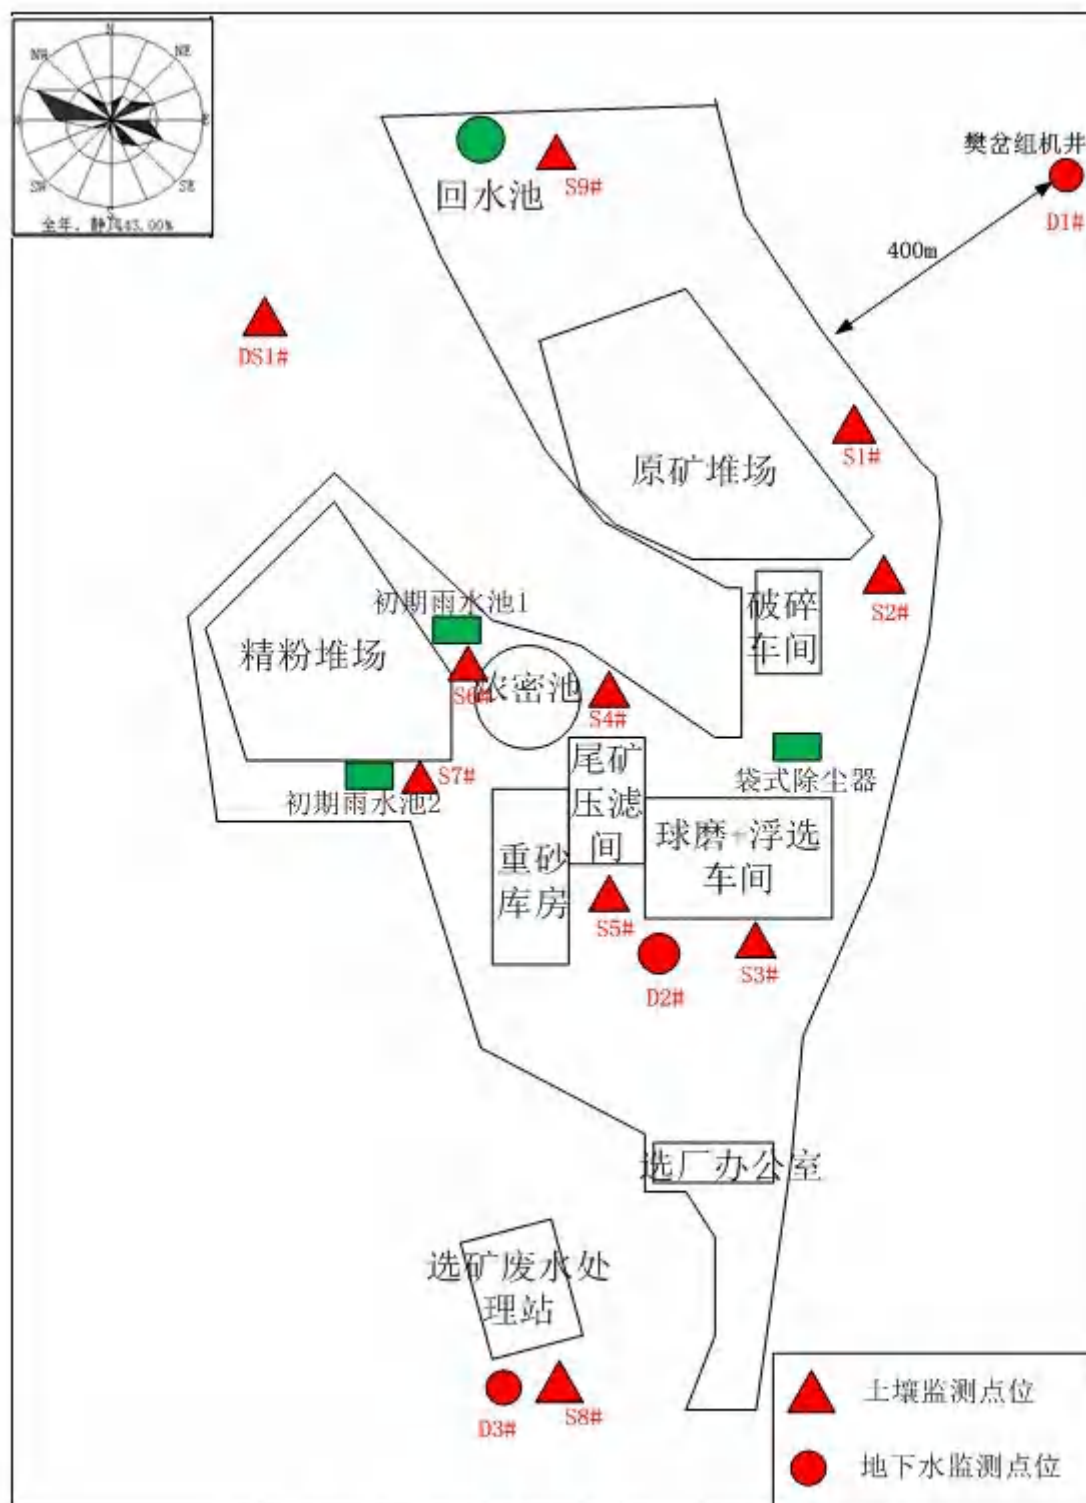 N
NW
NE
E
SW
SE
S
全年，静风43.00%
樊岔组机井
D1#
400m
回水池
S9#
DS1#
S1#
原矿堆场
S2#
破碎
车间
初期雨水池1
精粉堆场
S6#
浓密池
S4#
S7#
初期雨水池2
尾矿
压滤
间
袋式除尘器
重砂
库房
球磨+浮选
车间
S5#
D2#
S3#
选厂办公室
选矿废水处
理站
D3#
S8#
土壤监测点位
地下水监测点位